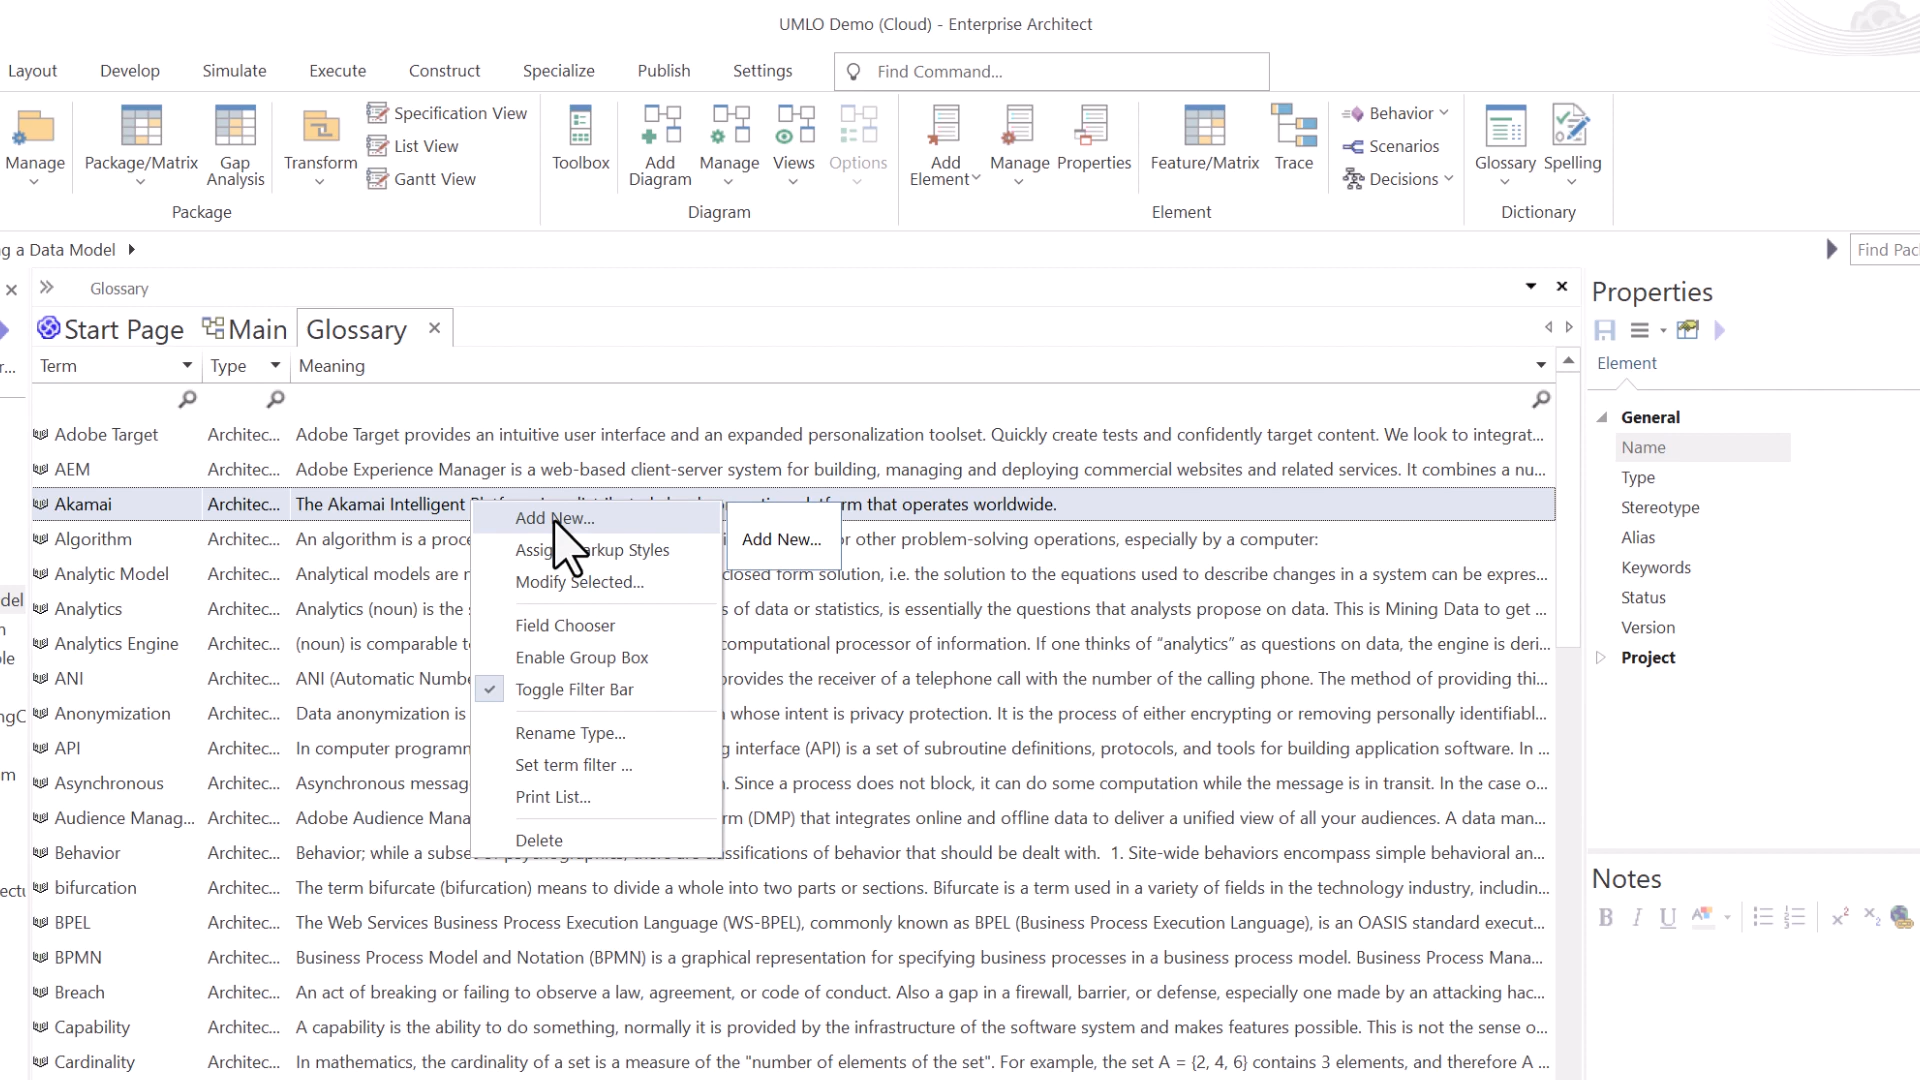 UMLO Demo (Cloud) - Enterprise Architect
Layout Develop Simulate Execute Construct Specialize Publish Settings Find Command...
Manage Package/Matrix Gap Analysis Transform Specification View
List View
Gantt View
Toolbox Add Diagram Manage Views Options
Add Element Manage Properties Feature/Matrix Trace Behavior
Scenarios
Decisions
Glossary Spelling
Package Diagram Element Dictionary
g a Data Model Find Pac
Glossary
Start Page Main Glossary
Term Type Meaning
Adobe Target Architec... Adobe Target provides an intuitive user interface and an expanded personalization toolset. Quickly create tests and confidently target content. We look to integrat...
AEM Architec... Adobe Experience Manager is a web-based client-server system for building, managing and deploying commercial websites and related services. It combines a nu...
Akamai Architec... The Akamai Intelligent form that operates worldwide.
Algorithm Architec... An algorithm is a proce or other problem-solving operations, especially by a computer:
Analytic Model Architec... Analytical models are closed form solution, i.e. the solution to the equations used to describe changes in a system can be expres...
Analytics Architec... Analytics (noun) is the s of data or statistics, is essentially the questions that analysts propose on data. This is Mining Data to get ...
Analytics Engine Architec... (noun) is comparable t computational processor of information. If one thinks of “analytics” as questions on data, the engine is deri...
ANI Architec... ANI (Automatic Numbe provides the receiver of a telephone call with the number of the calling phone. The method of providing thi...
Anonymization Architec... Data anonymization is whose intent is privacy protection. It is the process of either encrypting or removing personally identifiabl...
API Architec... In computer programm g interface (API) is a set of subroutine definitions, protocols, and tools for building application software. In ...
Asynchronous Architec... Asynchronous messag . Since a process does not block, it can do some computation while the message is in transit. In the case o...
Audience Manag... Architec... Adobe Audience Mana rm (DMP) that integrates online and offline data to deliver a unified view of all your audiences. A data man...
Behavior Architec... Behavior; while a subse classifications of behavior that should be dealt with. 1. Site-wide behaviors encompass simple behavioral an...
bifurcation Architec... The term bifurcate (bifurcation) means to divide a whole into two parts or sections. Bifurcate is a term used in a variety of fields in the technology industry, includin...
BPEL Architec... The Web Services Business Process Execution Language (WS-BPEL), commonly known as BPEL (Business Process Execution Language), is an OASIS standard execut...
BPMN Architec... Business Process Model and Notation (BPMN) is a graphical representation for specifying business processes in a business process model. Business Process Mana...
Breach Architec... An act of breaking or failing to observe a law, agreement, or code of conduct. Also a gap in a firewall, barrier, or defense, especially one made by an attacking hac...
Capability Architec... A capability is the ability to do something, normally it is provided by the infrastructure of the software system and makes features possible. This is not the sense o...
Cardinality Architec... In mathematics, the cardinality of a set is a measure of the "number of elements of the set". For example, the set A = {2, 4, 6} contains 3 elements, and therefore A ...
Add New...
Assig arkup Styles
Modify Selected...
Field Chooser
Enable Group Box
Toggle Filter Bar
Rename Type...
Set term filter ...
Print List...
Delete
Add New...
Properties
Element
General
Name
Type
Stereotype
Alias
Keywords
Status
Version
Project
Notes
B I U A x² x₂